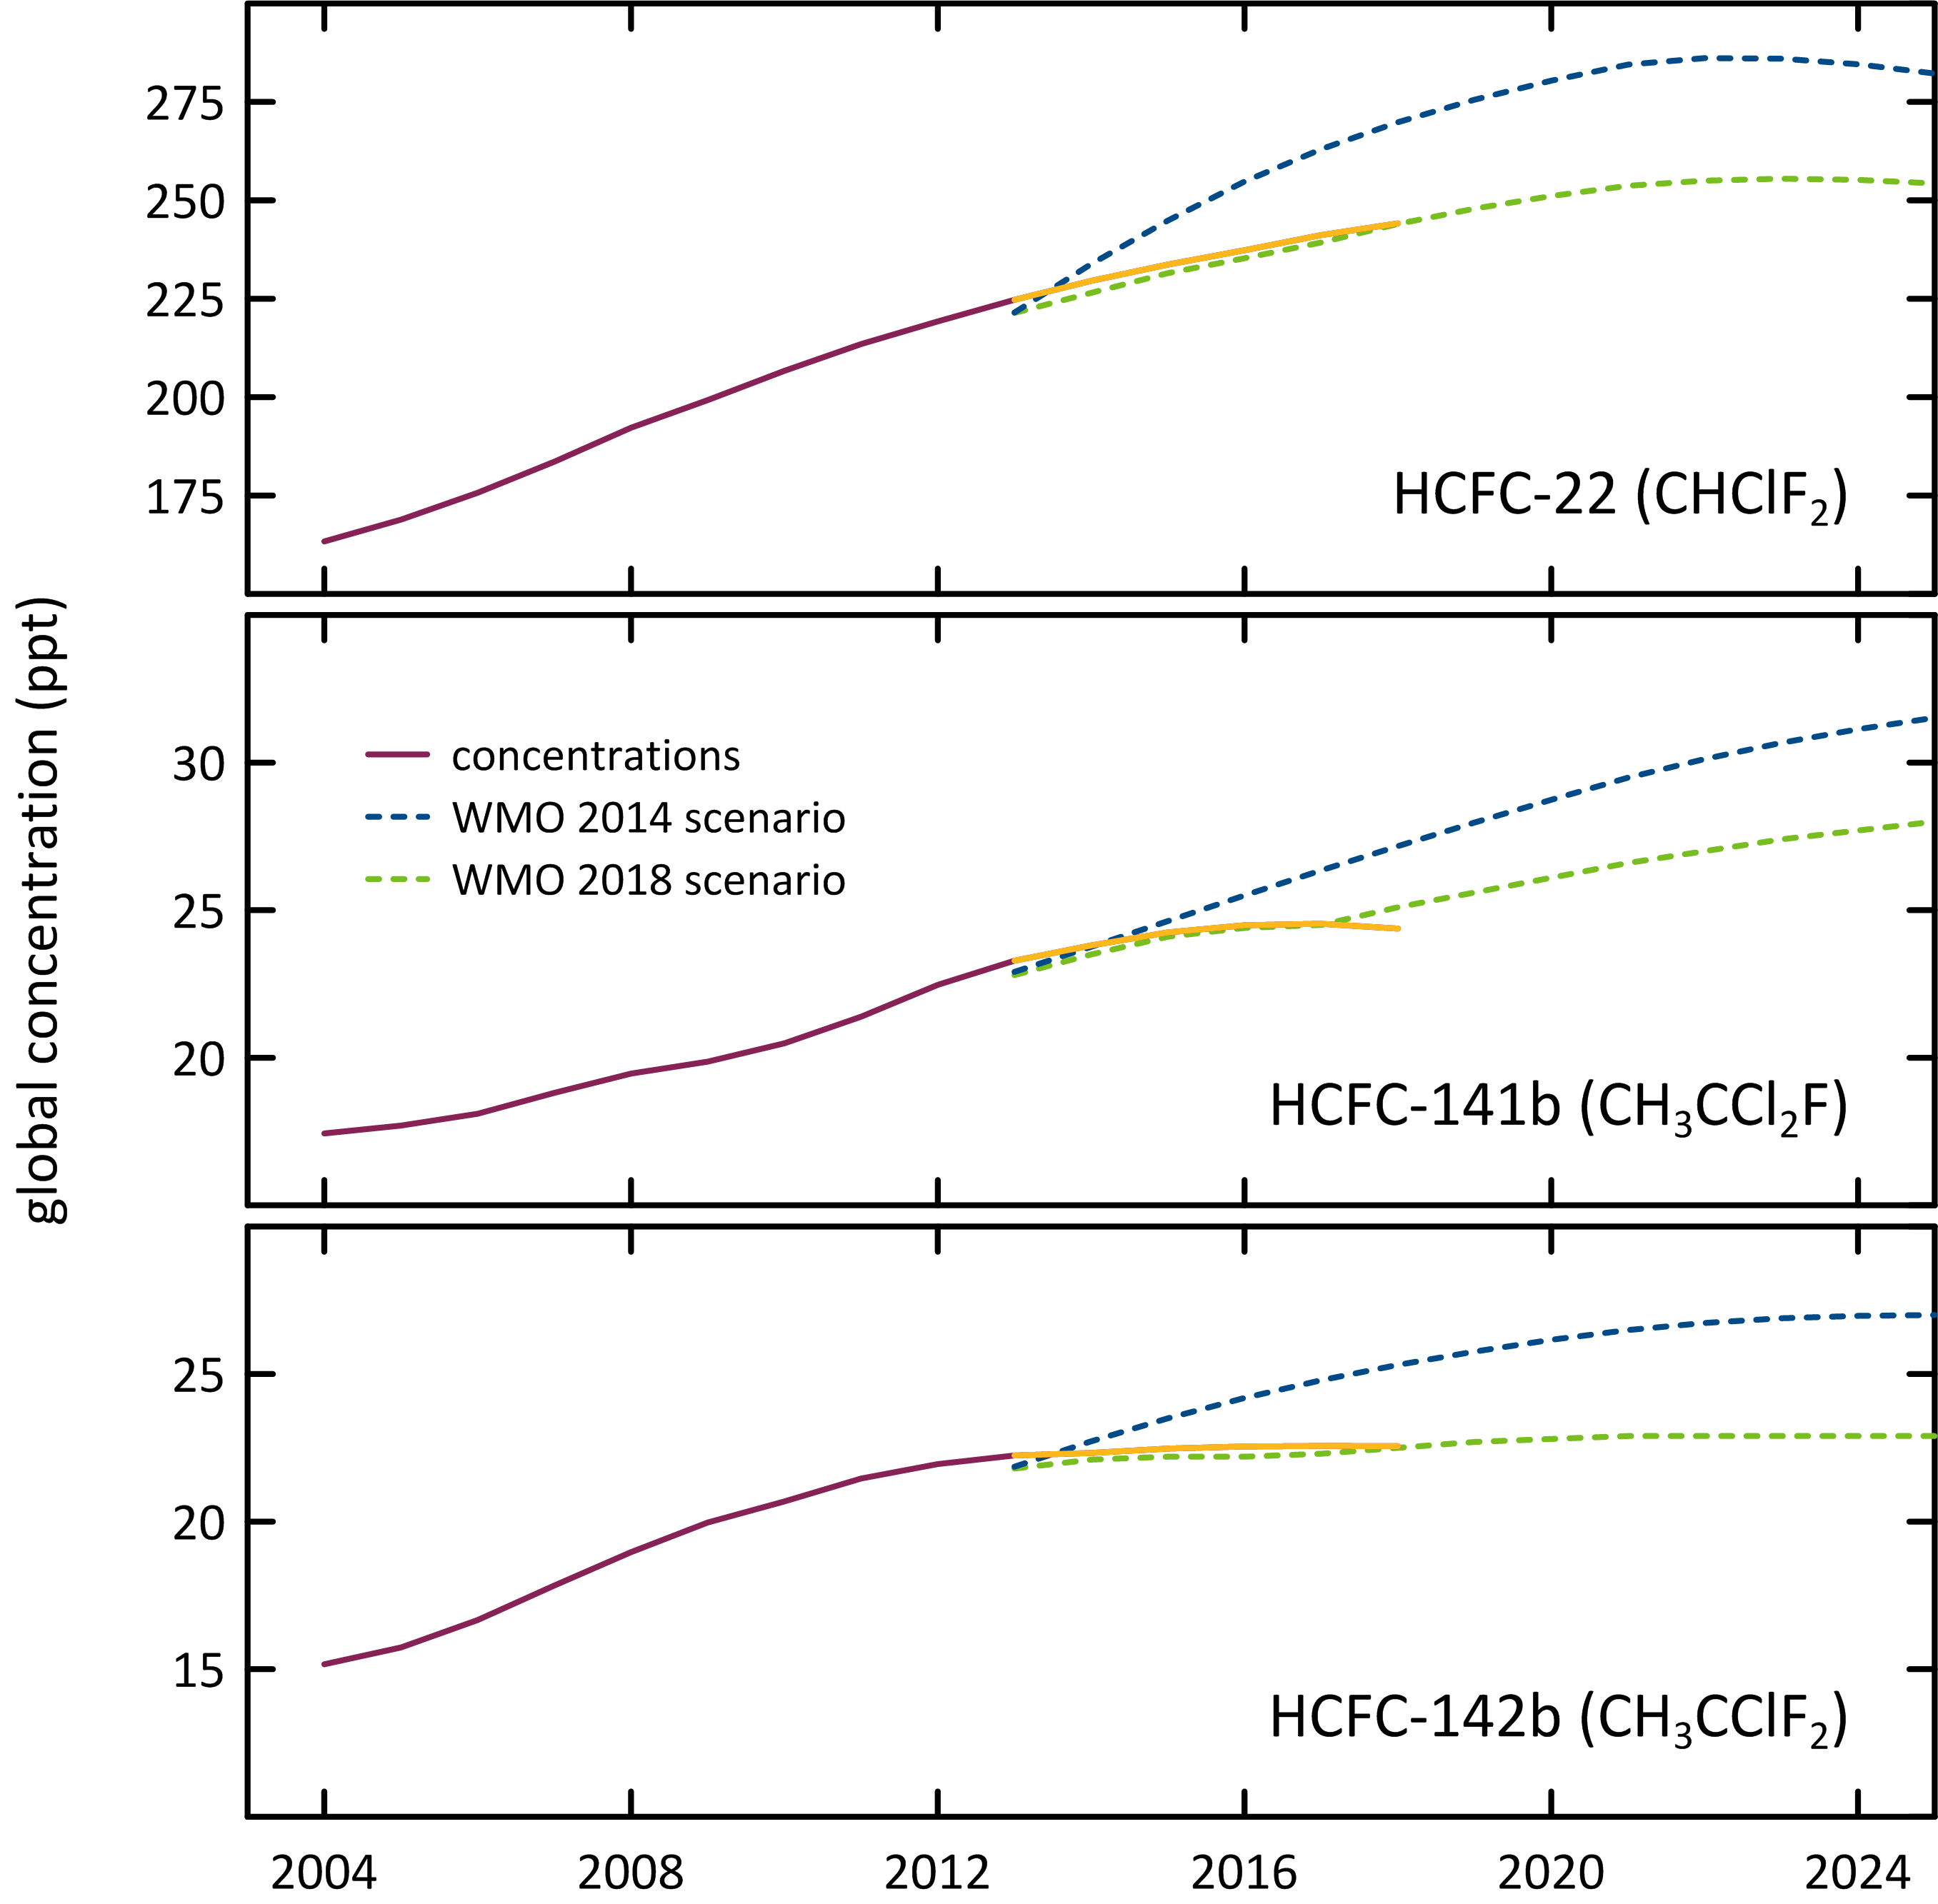 275
250
225
200
175
HCFC-22 (CHClF₂)
global concentration (ppt)
30
25
20
concentrations
WMO 2014 scenario
WMO 2018 scenario
HCFC-141b (CH₃CCl₂F)
25
20
15
HCFC-142b (CH₃CClF₂)
2004 2008 2012 2016 2020 2024